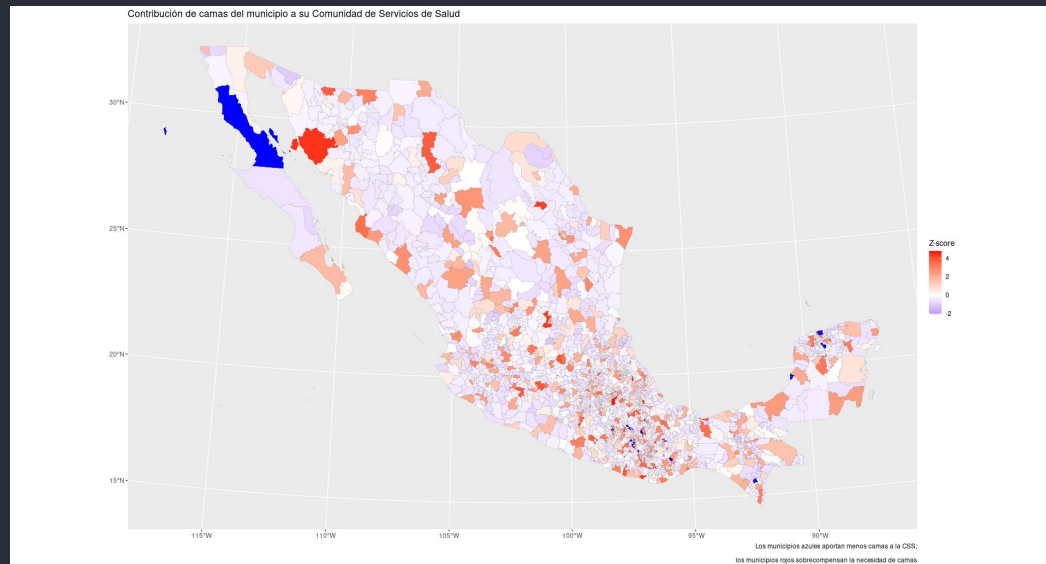 Contribución de camas del municipio a su Comunidad de Servicios de Salud
30°N
25°N
20°N
15°N
115°W
110°W
105°W
100°W
95°W
90°W
Z-score
4
2
0
-2
Los municipios azules aportan menos camas a la CSS;
los municipios rojos sobrecompensan la necesidad de camas